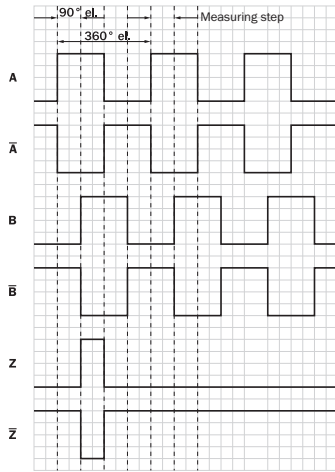 90° el. Measuring step
360° el.
A
A̅
B
B̅
Z
Z̅